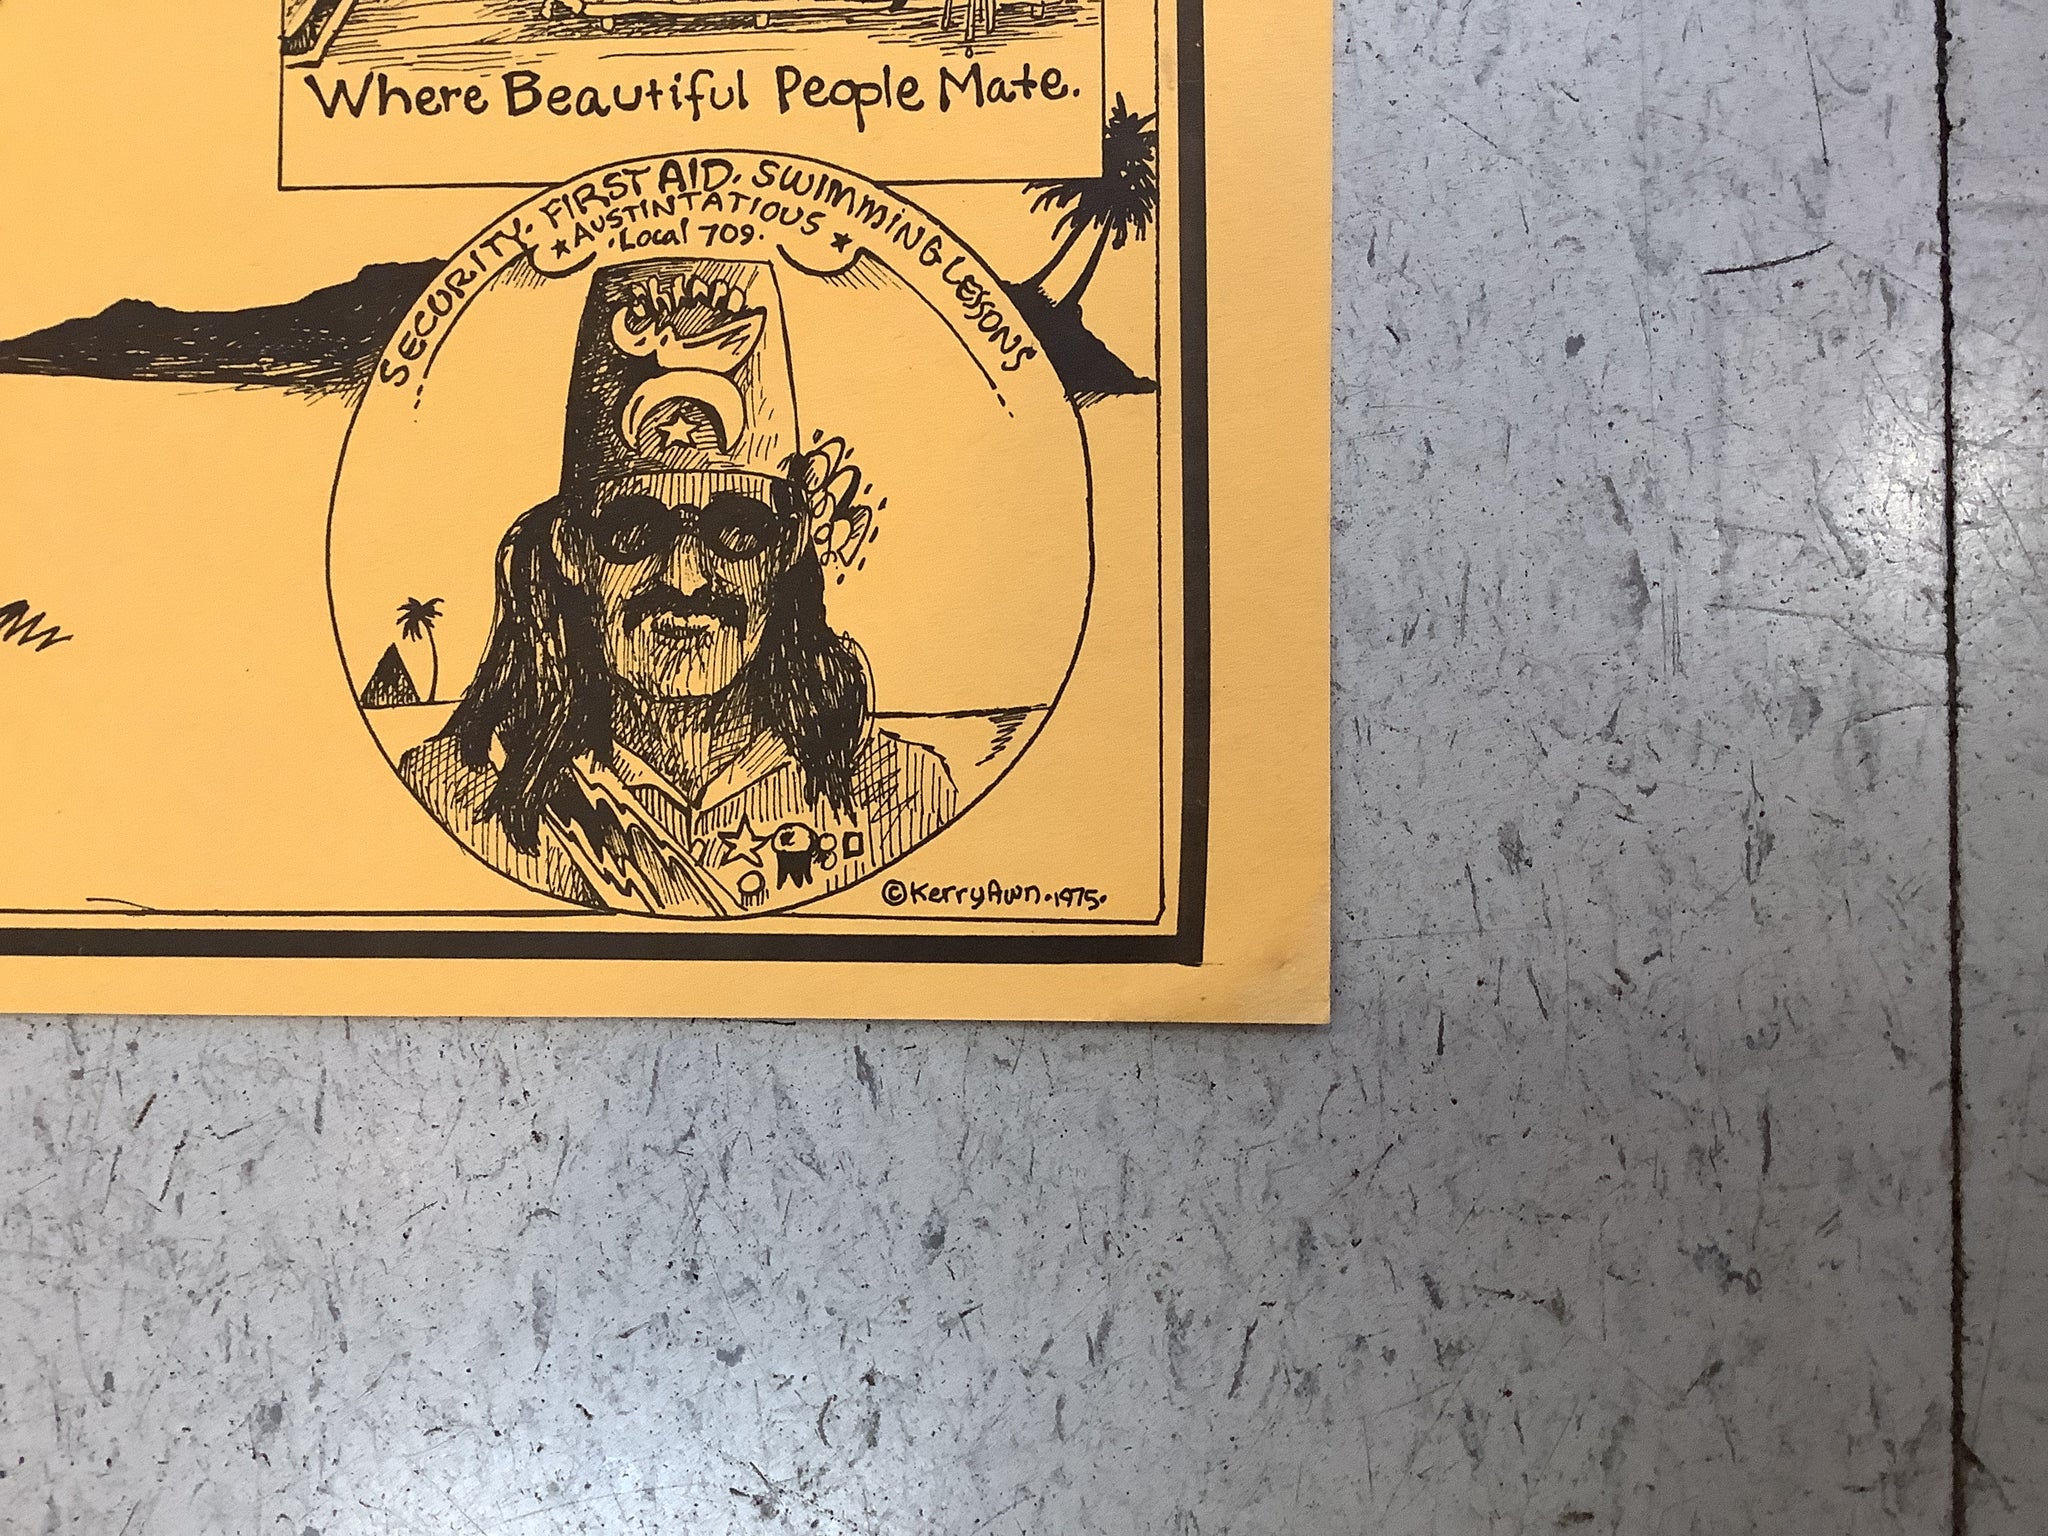 Where Beautiful People Mate.
SECURITY. FIRST AID. SWIMMING LESSONS
AUSTINTATIOUS
.Local 709.
©KerryAwn.1975.